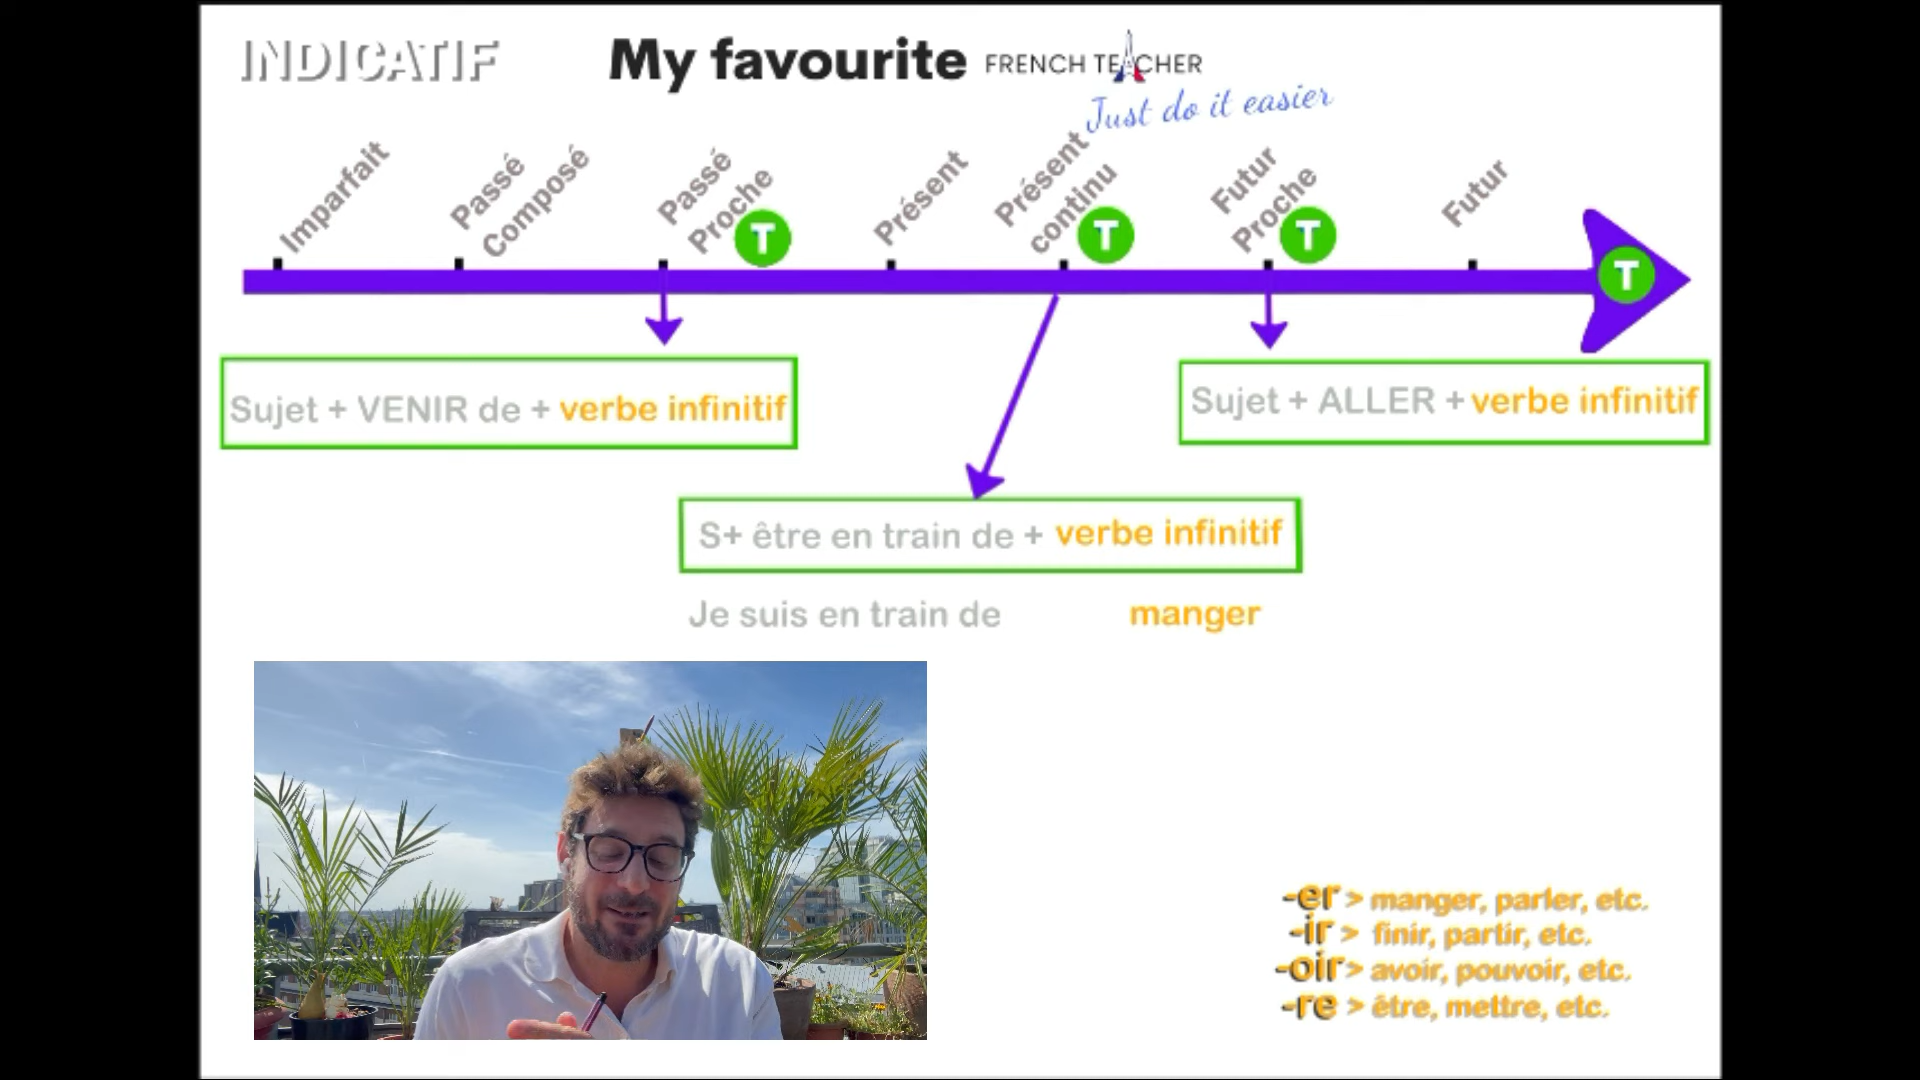 INDICATIF
My favourite FRENCH TEACHER
Just do it easier
Imparfait
Passé
Composé
Passé
Proche
T
Présent
Présent
continu
T
Futur
Proche
T
Futur
T
Sujet + VENIR de + verbe infinitif
Sujet + ALLER + verbe infinitif
S+ être en train de + verbe infinitif
Je suis en train de manger
-er > manger, parler, etc.
-ir > finir, partir, etc.
-oir > avoir, pouvoir, etc.
-re > être, mettre, etc.